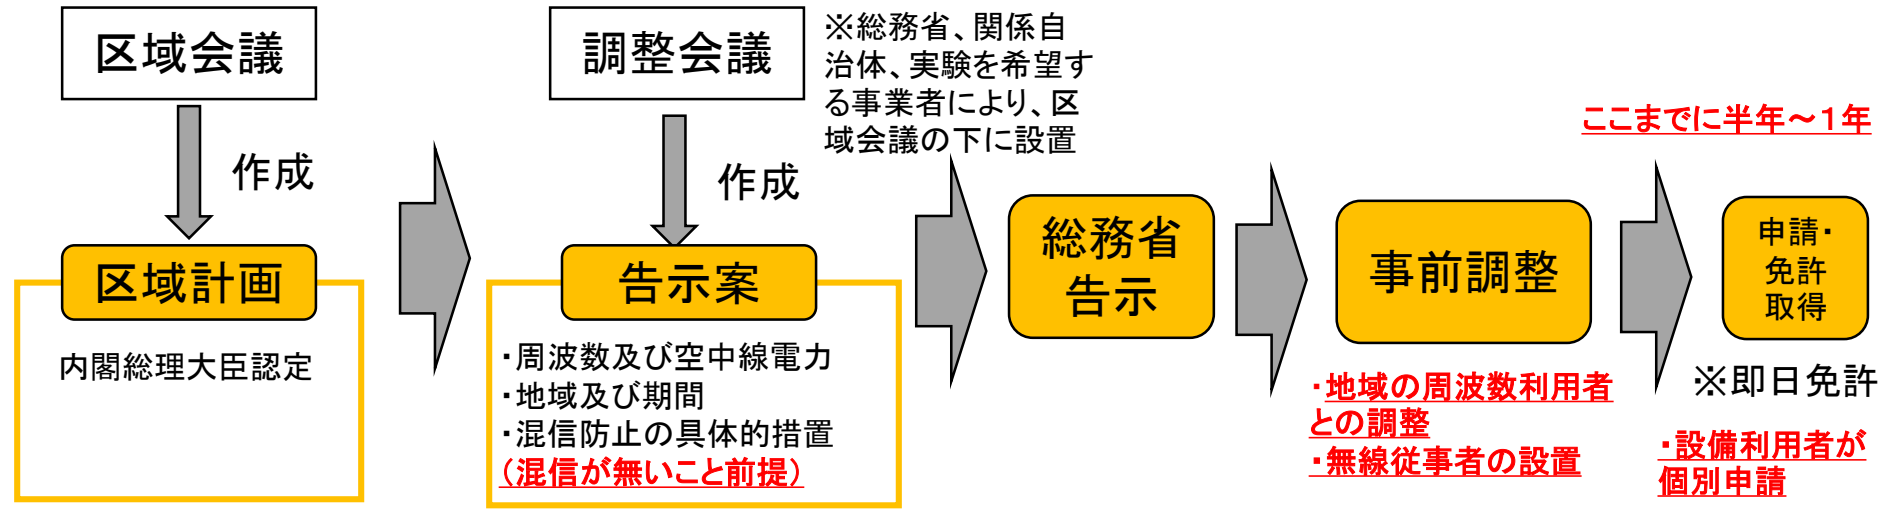 区域会議
作成
区域計画
内閣総理大臣認定
調整会議
※総務省、関係自
治体、実験を希望す
る事業者により、区
域会議の下に設置
作成
告示案
・周波数及び空中線電力
・地域及び期間
・混信防止の具体的措置
（混信が無いこと前提）
総務省
告示
事前調整
・地域の周波数利用者
との調整
・無線従事者の設置
ここまでに半年～1年
申請・
免許
取得
※即日免許
・設備利用者が
個別申請